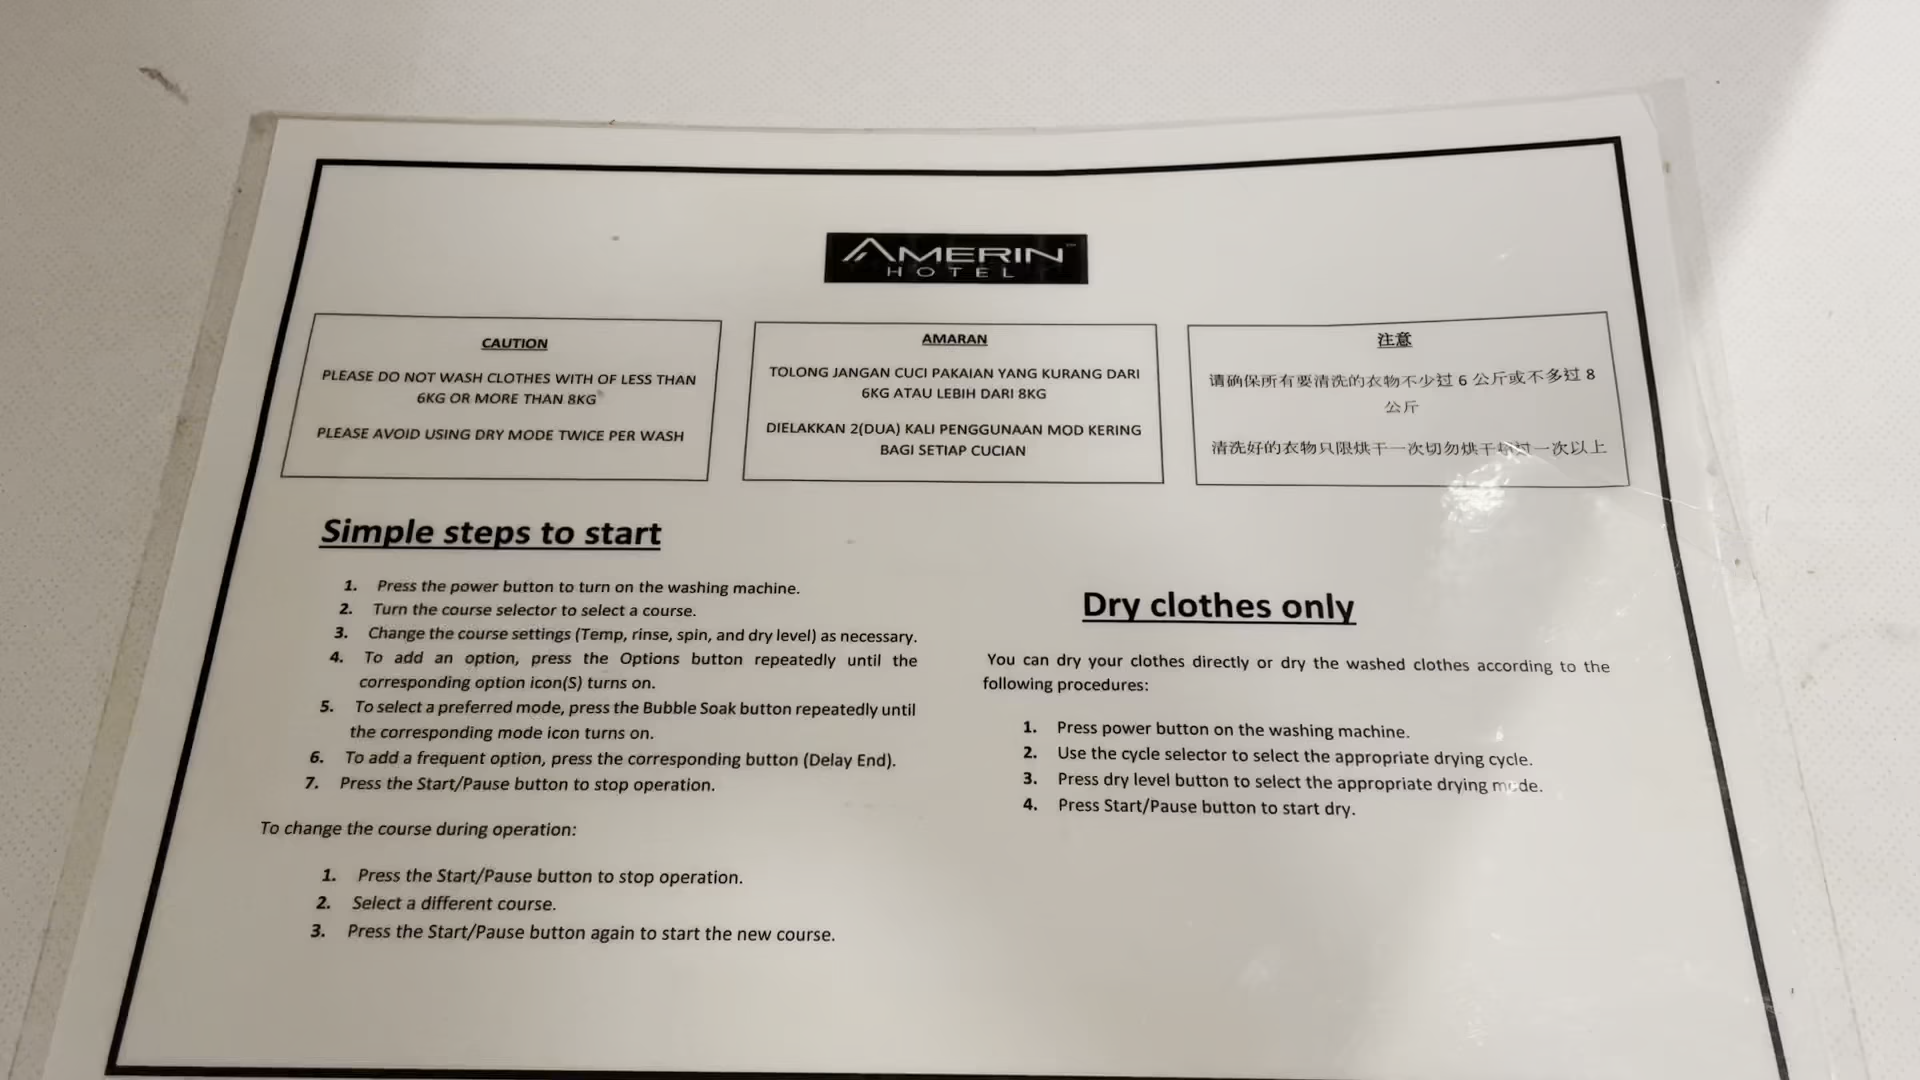 AMERIN
HOTEL
CAUTION
PLEASE DO NOT WASH CLOTHES WITH OF LESS THAN
6KG OR MORE THAN 8KG
PLEASE AVOID USING DRY MODE TWICE PER WASH
AMARAN
TOLONG JANGAN CUCI PAKAIAN YANG KURANG DARI
6KG ATAU LEBIH DARI 8KG
DIELAKKAN 2(DUA) KALI PENGGUNAAN MOD KERING
BAGI SETIAP CUCIAN
注意
请确保所有要清洗的衣物不少过 6 公斤或不多过 8
公斤
清洗好的衣物只限烘干一次切勿烘干一次以上
Simple steps to start
1. Press the power button to turn on the washing machine.
2. Turn the course selector to select a course.
3. Change the course settings (Temp, rinse, spin, and dry level) as necessary.
4. To add an option, press the Options button repeatedly until the
corresponding option icon(S) turns on.
5. To select a preferred mode, press the Bubble Soak button repeatedly until
the corresponding mode icon turns on.
6. To add a frequent option, press the corresponding button (Delay End).
7. Press the Start/Pause button to stop operation.
To change the course during operation:
1. Press the Start/Pause button to stop operation.
2. Select a different course.
3. Press the Start/Pause button again to start the new course.
Dry clothes only
You can dry your clothes directly or dry the washed clothes according to the
following procedures:
1. Press power button on the washing machine.
2. Use the cycle selector to select the appropriate drying cycle.
3. Press dry level button to select the appropriate drying mode.
4. Press Start/Pause button to start dry.